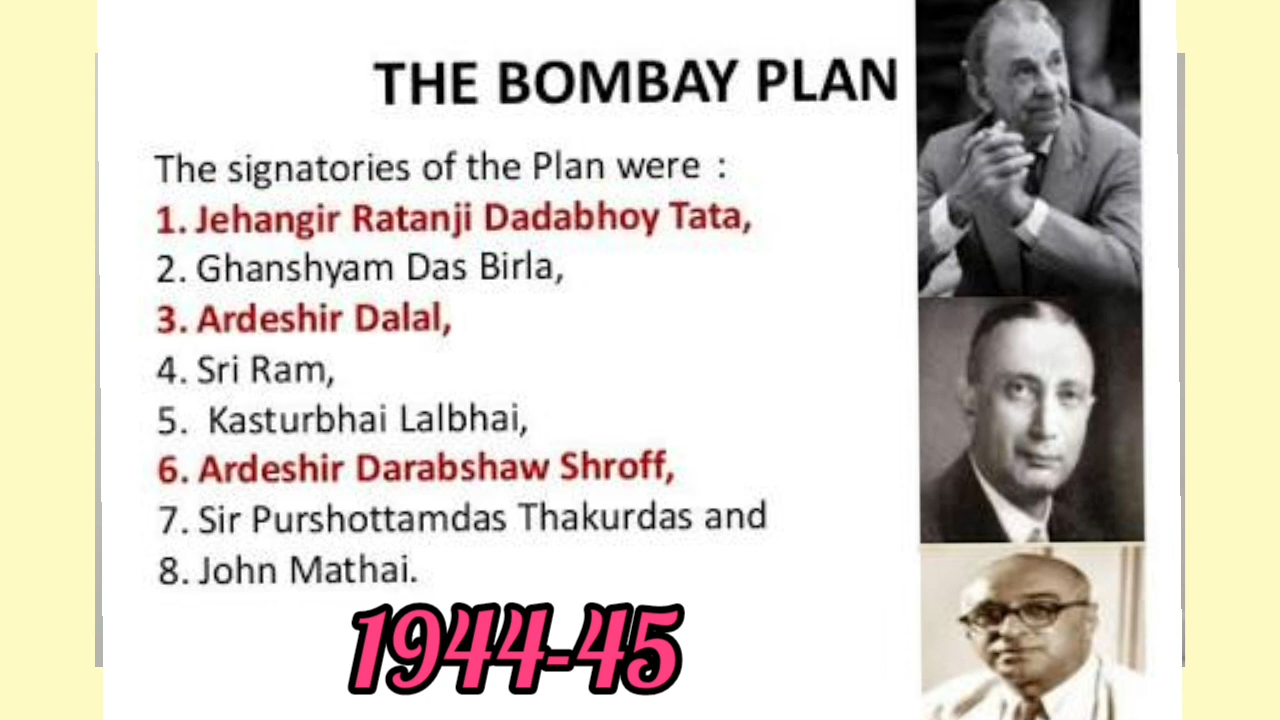 THE BOMBAY PLAN
The signatories of the Plan were :
1. Jehangir Ratanji Dadabhoy Tata,
2. Ghanshyam Das Birla,
3. Ardeshir Dalal,
4. Sri Ram,
5. Kasturbhai Lalbhai,
6. Ardeshir Darabshaw Shroff,
7. Sir Purshottamdas Thakurdas and
8. John Mathai.
1944-45